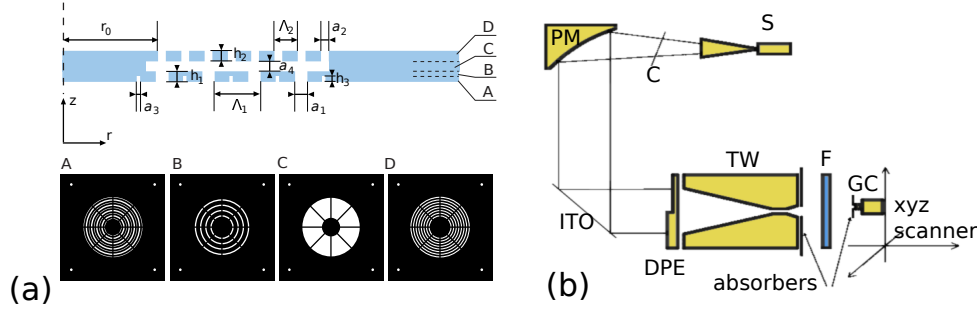 r₀
Λ₂
a₂
D
h₂
C
a₄
h₁
h₃
B
A
a₃
Λ₁
a₁
z
r
A
B
C
D
(a)
PM
S
C
TW
F
GC
xyz
scanner
ITO
DPE
absorbers
(b)